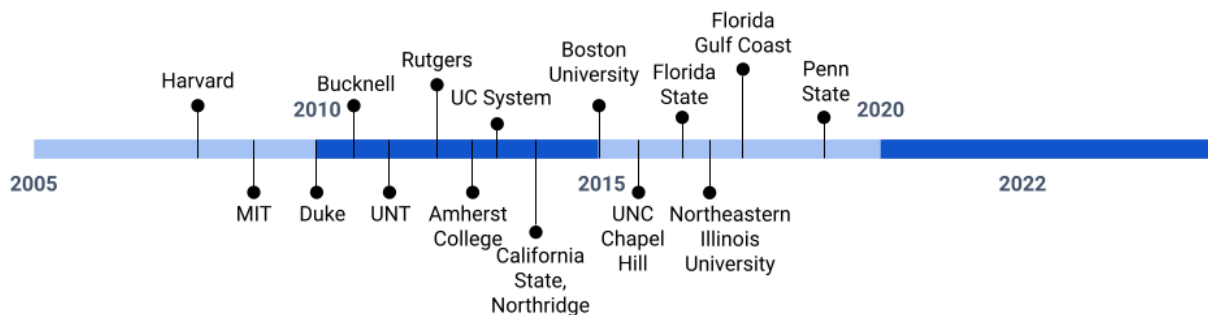 Florida
Gulf Coast
Boston
University
Rutgers
Harvard
Bucknell
UC System
Florida
State
Penn
State
2010
2020
2005
2015
2022
MIT
Duke
UNT
Amherst
College
California
State,
Northridge
UNC
Chapel
Hill
Northeastern
Illinois
University